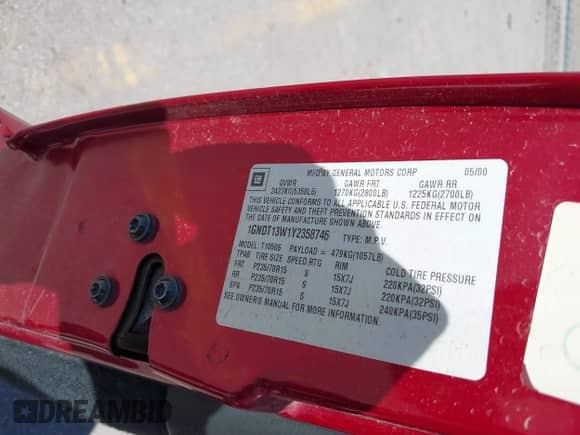 GM
MFD BY GENERAL MOTORS CORP 05/00
GVWR GAWR FRT GAWR RR
2427KG(5350LB) 1270KG(2800LB) 1225KG(2700LB)
THIS VEHICLE CONFORMS TO ALL APPLICABLE U.S. FEDERAL MOTOR
VEHICLE SAFETY AND THEFT PREVENTION STANDARDS IN EFFECT ON
THE DATE OF MANUFACTURE SHOWN ABOVE.
1GNDT13W1Y2358746 TYPE: M.P.V.
MODEL: T10506 PAYLOAD = 479KG(1057LB)
TPAB TIRE SIZE SPEED RTG RIM COLD TIRE PRESSURE
FRT P235/70R15 S 15X7J 220KPA(32PSI)
RR P235/70R15 S 15X7J 220KPA(32PSI)
SPA P235/70R15 S 15X7J 240KPA(35PSI)
SEE OWNER'S MANUAL FOR MORE INFORMATION.
DREAMBID